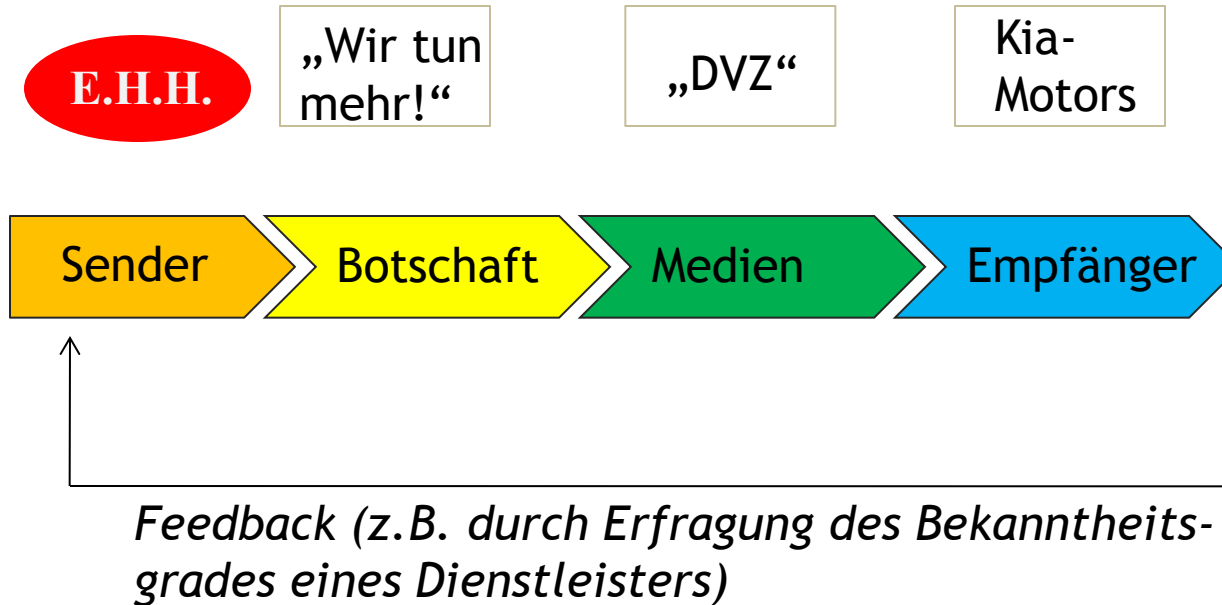 E.H.H.
„Wir tun
mehr!“
„DVZ“
Kia-
Motors
Sender
Botschaft
Medien
Empfänger
Feedback (z.B. durch Erfragung des Bekanntheits-
grades eines Dienstleisters)